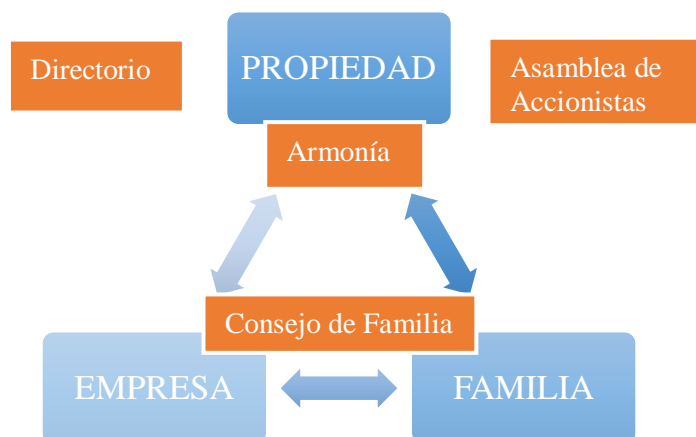 Directorio
PROPIEDAD
Asamblea de
Accionistas
Armonía
Consejo de Familia
EMPRESA
FAMILIA